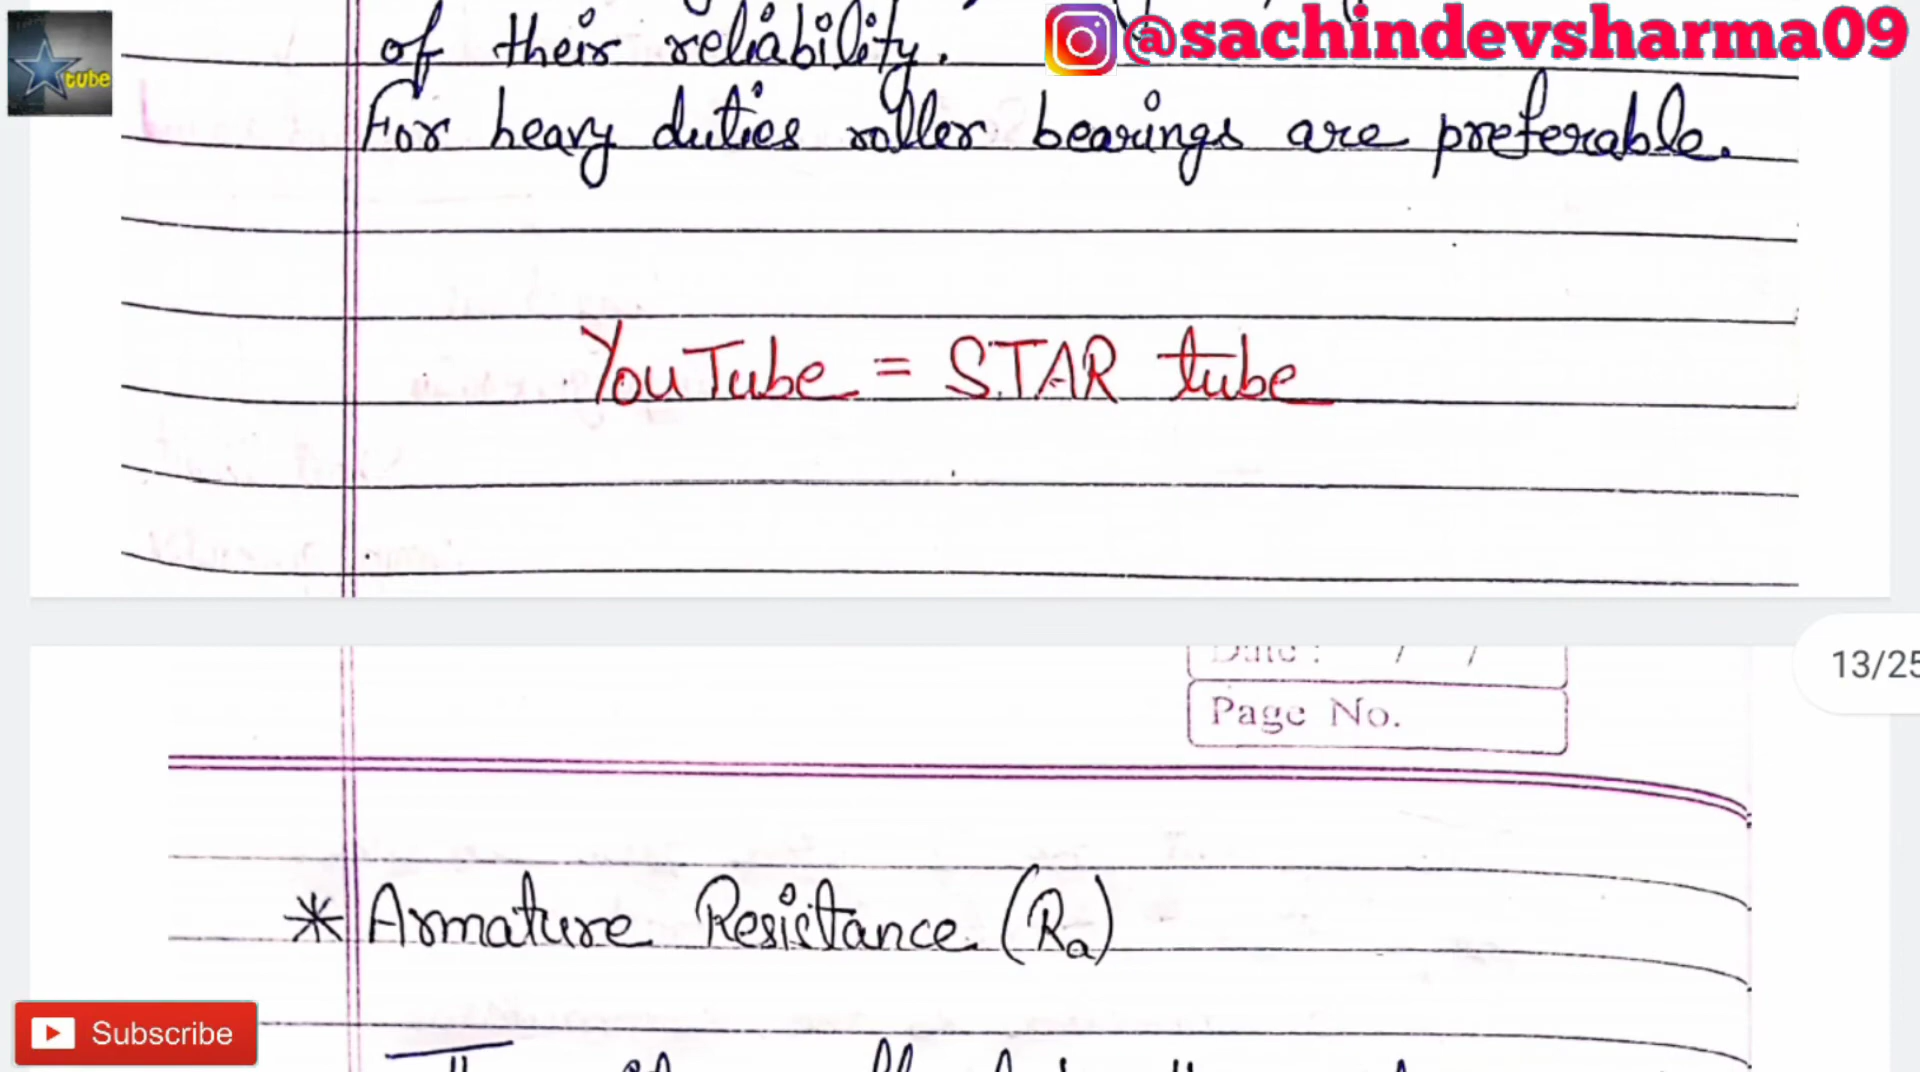 tube
@sachindevsharma09
of their reliability.
For heavy duties roller bearings are preferable.
YouTube = STAR tube
13/25
Date : / /
Page No.
* Armature Resistance (Ra)
Subscribe